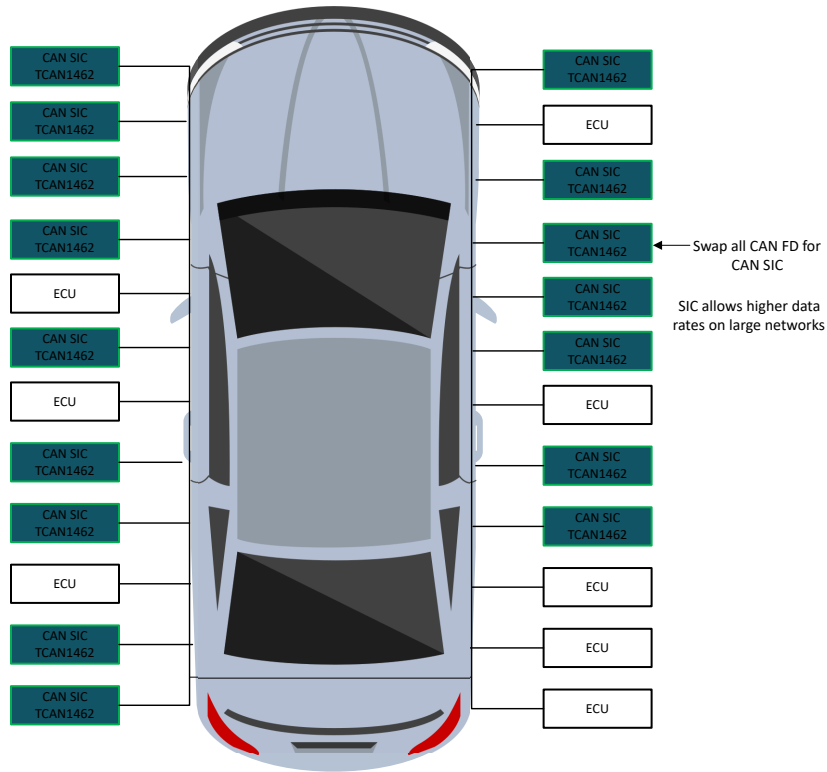 CAN SIC
TCAN1462
CAN SIC
TCAN1462
CAN SIC
TCAN1462
CAN SIC
TCAN1462
ECU
CAN SIC
TCAN1462
ECU
CAN SIC
TCAN1462
CAN SIC
TCAN1462
ECU
CAN SIC
TCAN1462
CAN SIC
TCAN1462
CAN SIC
TCAN1462
ECU
CAN SIC
TCAN1462
CAN SIC
TCAN1462
CAN SIC
TCAN1462
CAN SIC
TCAN1462
ECU
CAN SIC
TCAN1462
CAN SIC
TCAN1462
ECU
ECU
ECU
Swap all CAN FD for
CAN SIC
SIC allows higher data
rates on large networks